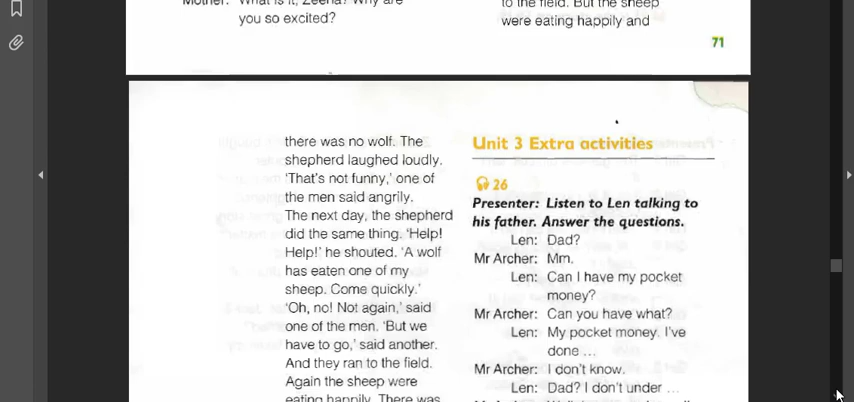 Mother: What is it, Zeena? Why are
you so excited?
to the field. But the sheep
were eating happily and
71
there was no wolf. The
shepherd laughed loudly.
'That's not funny,' one of
the men said angrily.
The next day, the shepherd
did the same thing. 'Help!
Help!' he shouted. 'A wolf
has eaten one of my
sheep. Come quickly.'
'Oh, no! Not again,' said
one of the men. 'But we
have to go,' said another.
And they ran to the field.
Again the sheep were
eating happily. There was
Unit 3 Extra activities
26
Presenter: Listen to Len talking to
his father. Answer the questions.
Len: Dad?
Mr Archer: Mm.
Len: Can I have my pocket
money?
Mr Archer: Can you have what?
Len: My pocket money. I've
done ...
Mr Archer: I don't know.
Len: Dad? I don't under ...